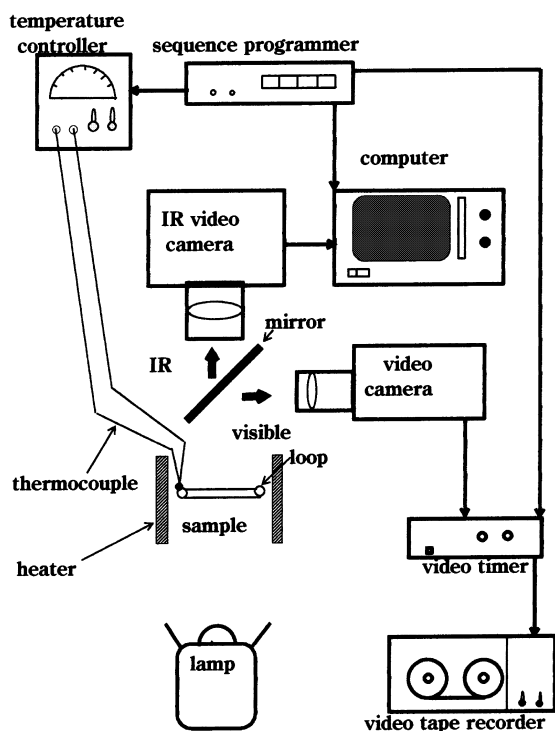 temperature
controller
sequence programmer
computer
IR video
camera
mirror
IR
video
camera
visible
loop
thermocouple
sample
heater
video timer
lamp
video tape recorder